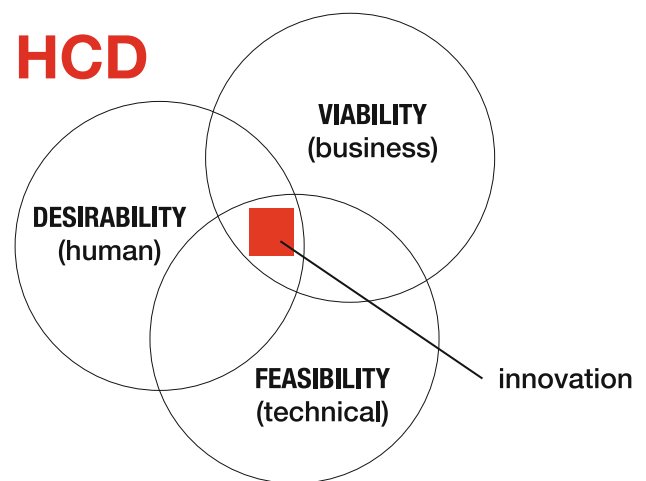 HCD
VIABILITY
(business)
DESIRABILITY
(human)
FEASIBILITY
(technical)
innovation